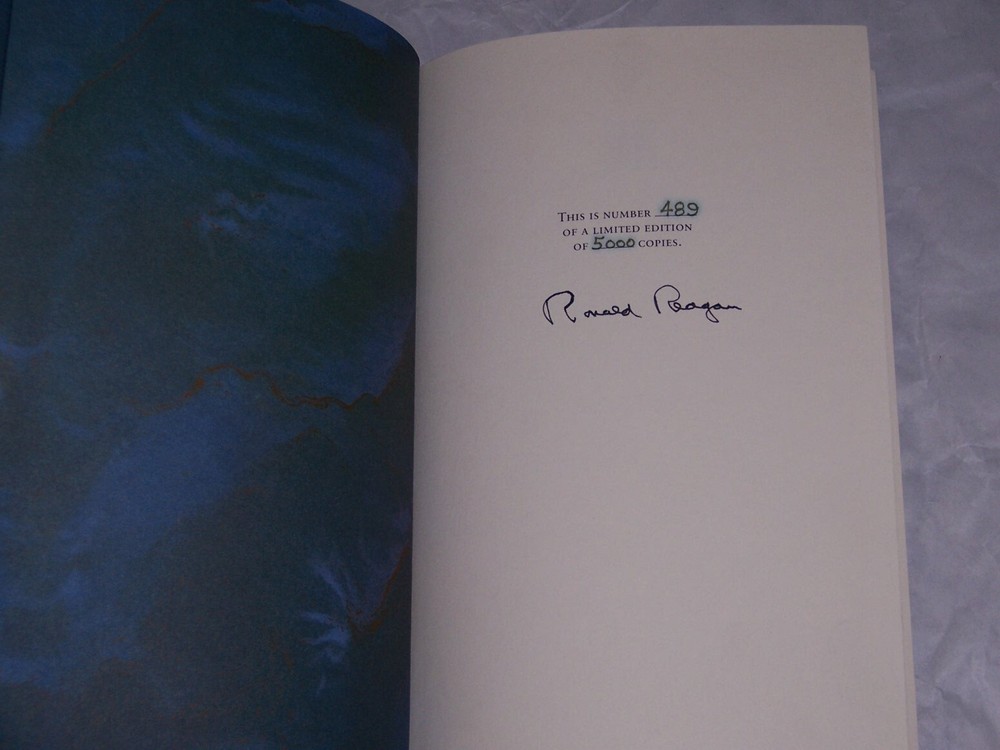 This is number 489
of a limited edition
of 5000 copies.
Ronald Reagan